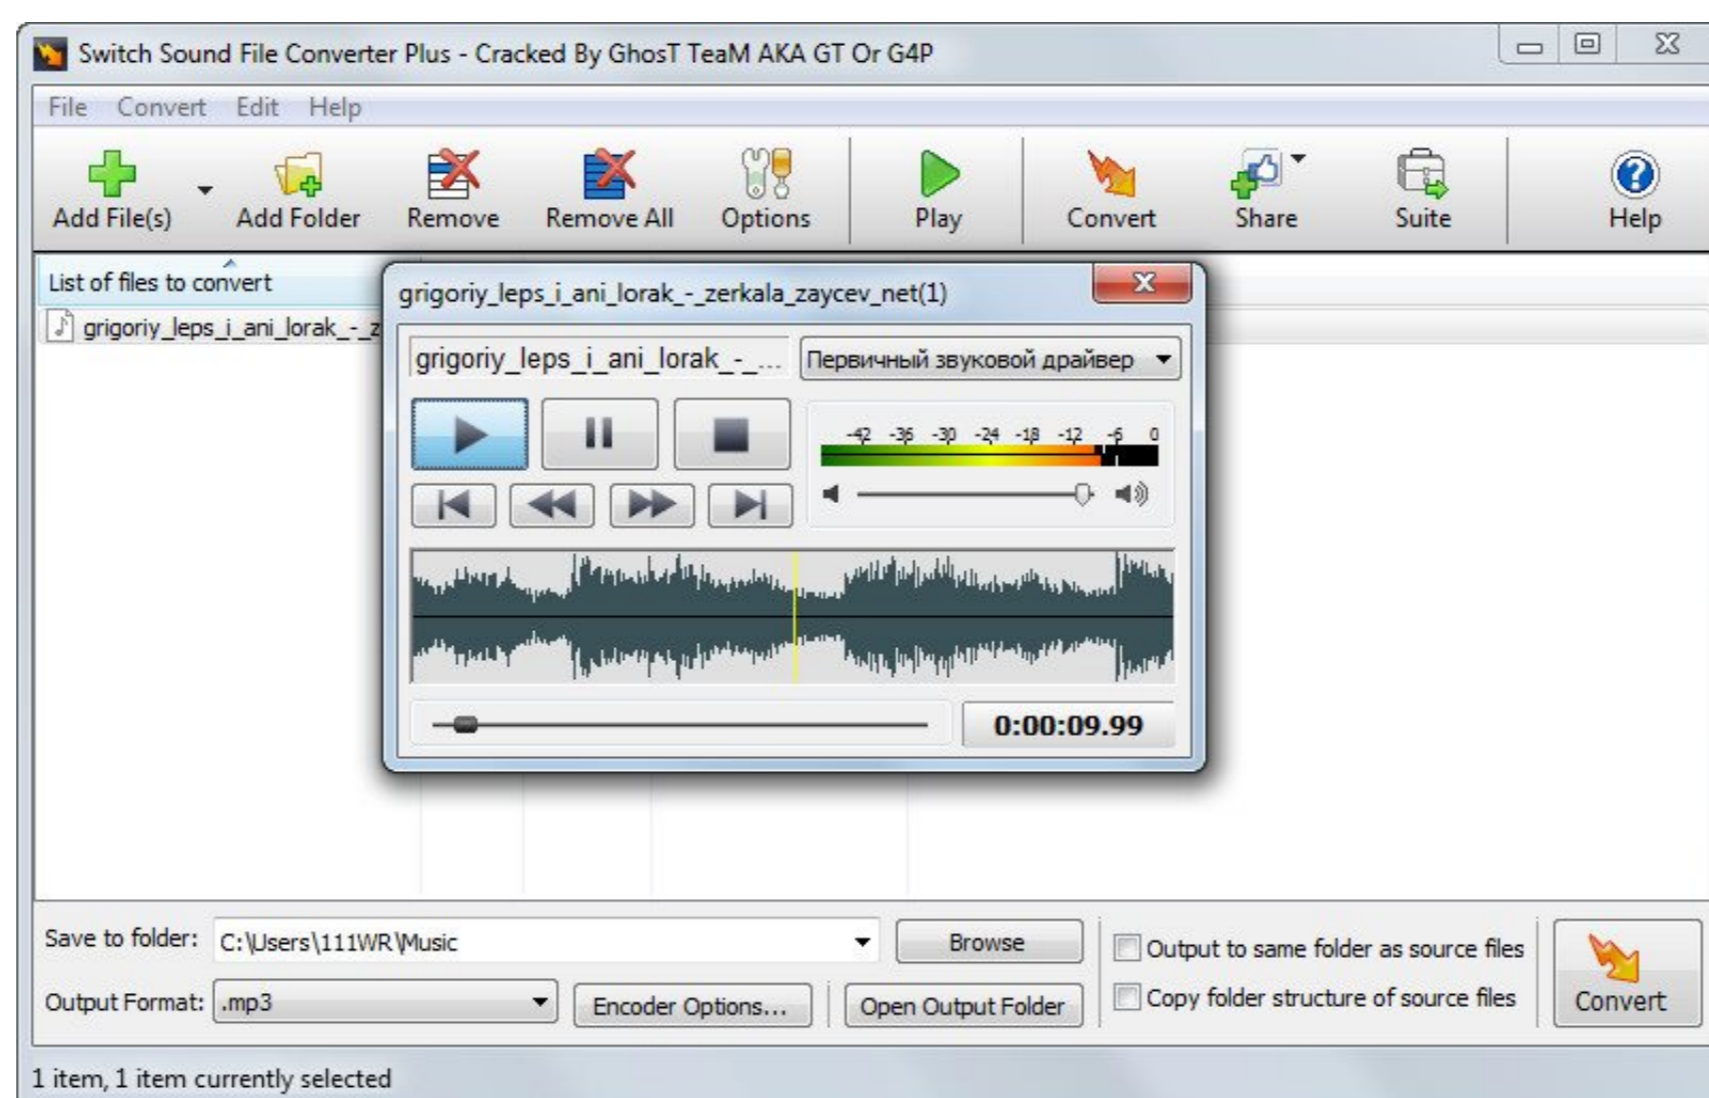 Switch Sound File Converter Plus - Cracked By GhosT TeaM AKA GT Or G4P
File Convert Edit Help
Add File(s) Add Folder Remove Remove All Options Play Convert Share Suite Help
List of files to convert
grigoriy_leps_i_ani_lorak_-_z
grigoriy_leps_i_ani_lorak_-_zerkala_zaycev_net(1)
grigoriy_leps_i_ani_lorak_-_... Первичный звуковой драйвер
-42 -36 -30 -24 -18 -12 -6 0
0:00:09.99
Save to folder: C:\Users\111WR\Music Browse
Output to same folder as source files
Output Format: .mp3 Encoder Options... Open Output Folder
Copy folder structure of source files
Convert
1 item, 1 item currently selected